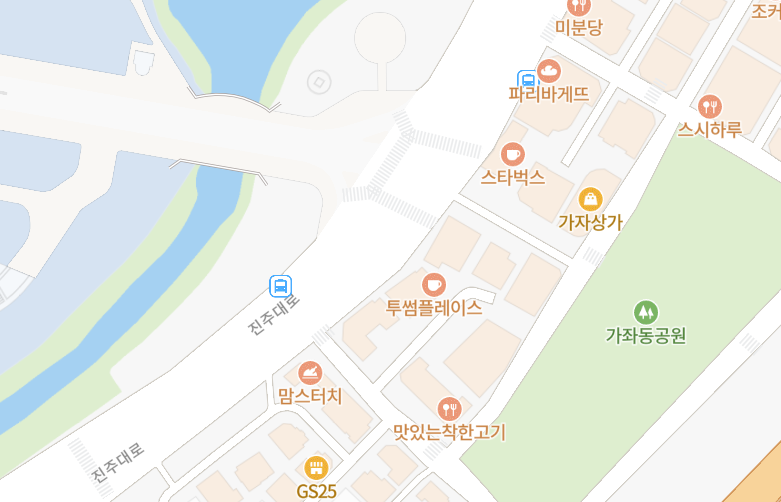 조커
미분당
파리바게뜨
스시하루
스타벅스
가자상가
투썸플레이스
진주대로
가좌동공원
맘스터치
맛있는착한고기
진주대로
GS25